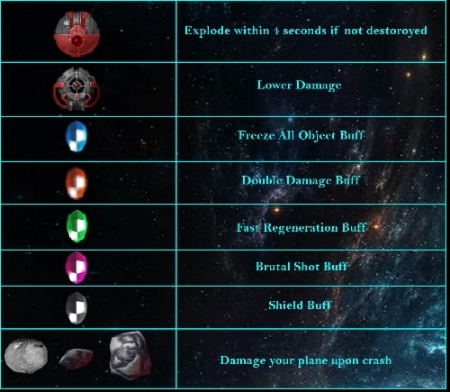 Explode within 4 seconds if not destoroyed
Lower Damage
Freeze All Object Buff
Double Damage Buff
Fast Regeneration Buff
Brutal Shot Buff
Shield Buff
Damage your plane upon crash